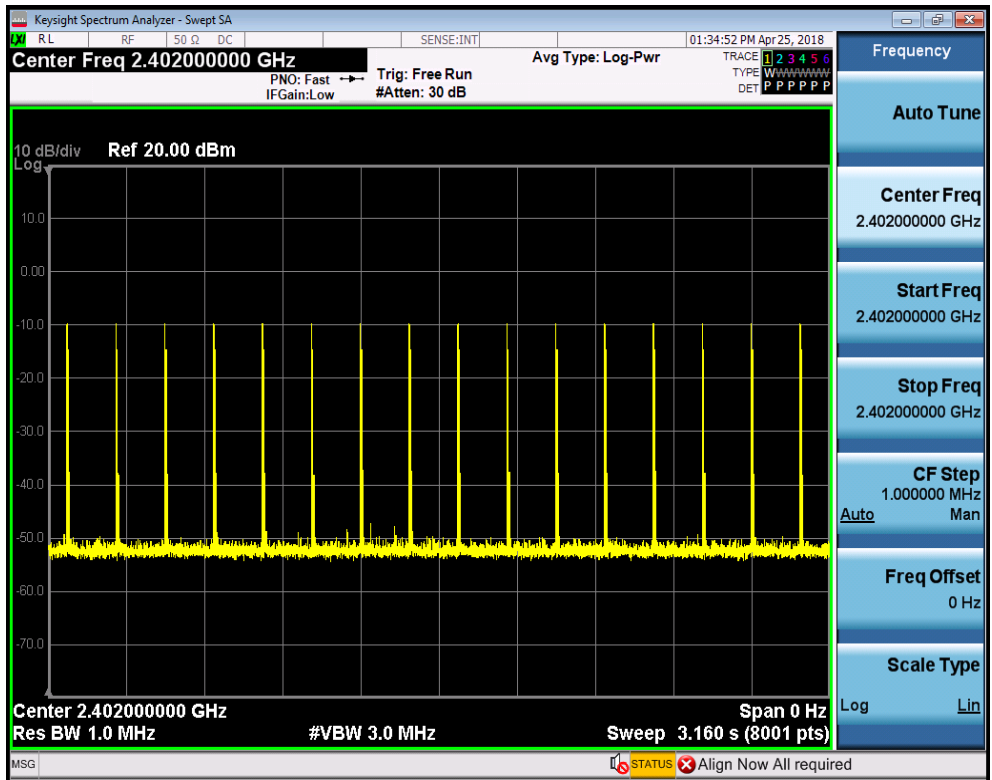 Keysight Spectrum Analyzer - Swept SA
LXI RL RF 50 Ω DC SENSE:INT 01:34:52 PM Apr 25, 2018
Center Freq 2.402000000 GHz Avg Type: Log-Pwr TRACE 1 2 3 4 5 6
PNO: Fast Trig: Free Run TYPE WWWWWW
IFGain:Low #Atten: 30 dB DET P P P P P P
10 dB/div Ref 20.00 dBm
Log
10.0
0.00
-10.0
-20.0
-30.0
-40.0
-50.0
-60.0
-70.0
Center 2.402000000 GHz Span 0 Hz
Res BW 1.0 MHz #VBW 3.0 MHz Sweep 3.160 s (8001 pts)
MSG STATUS Align Now All required
Frequency
Auto Tune
Center Freq
2.402000000 GHz
Start Freq
2.402000000 GHz
Stop Freq
2.402000000 GHz
CF Step
1.000000 MHz
Auto Man
Freq Offset
0 Hz
Scale Type
Log Lin